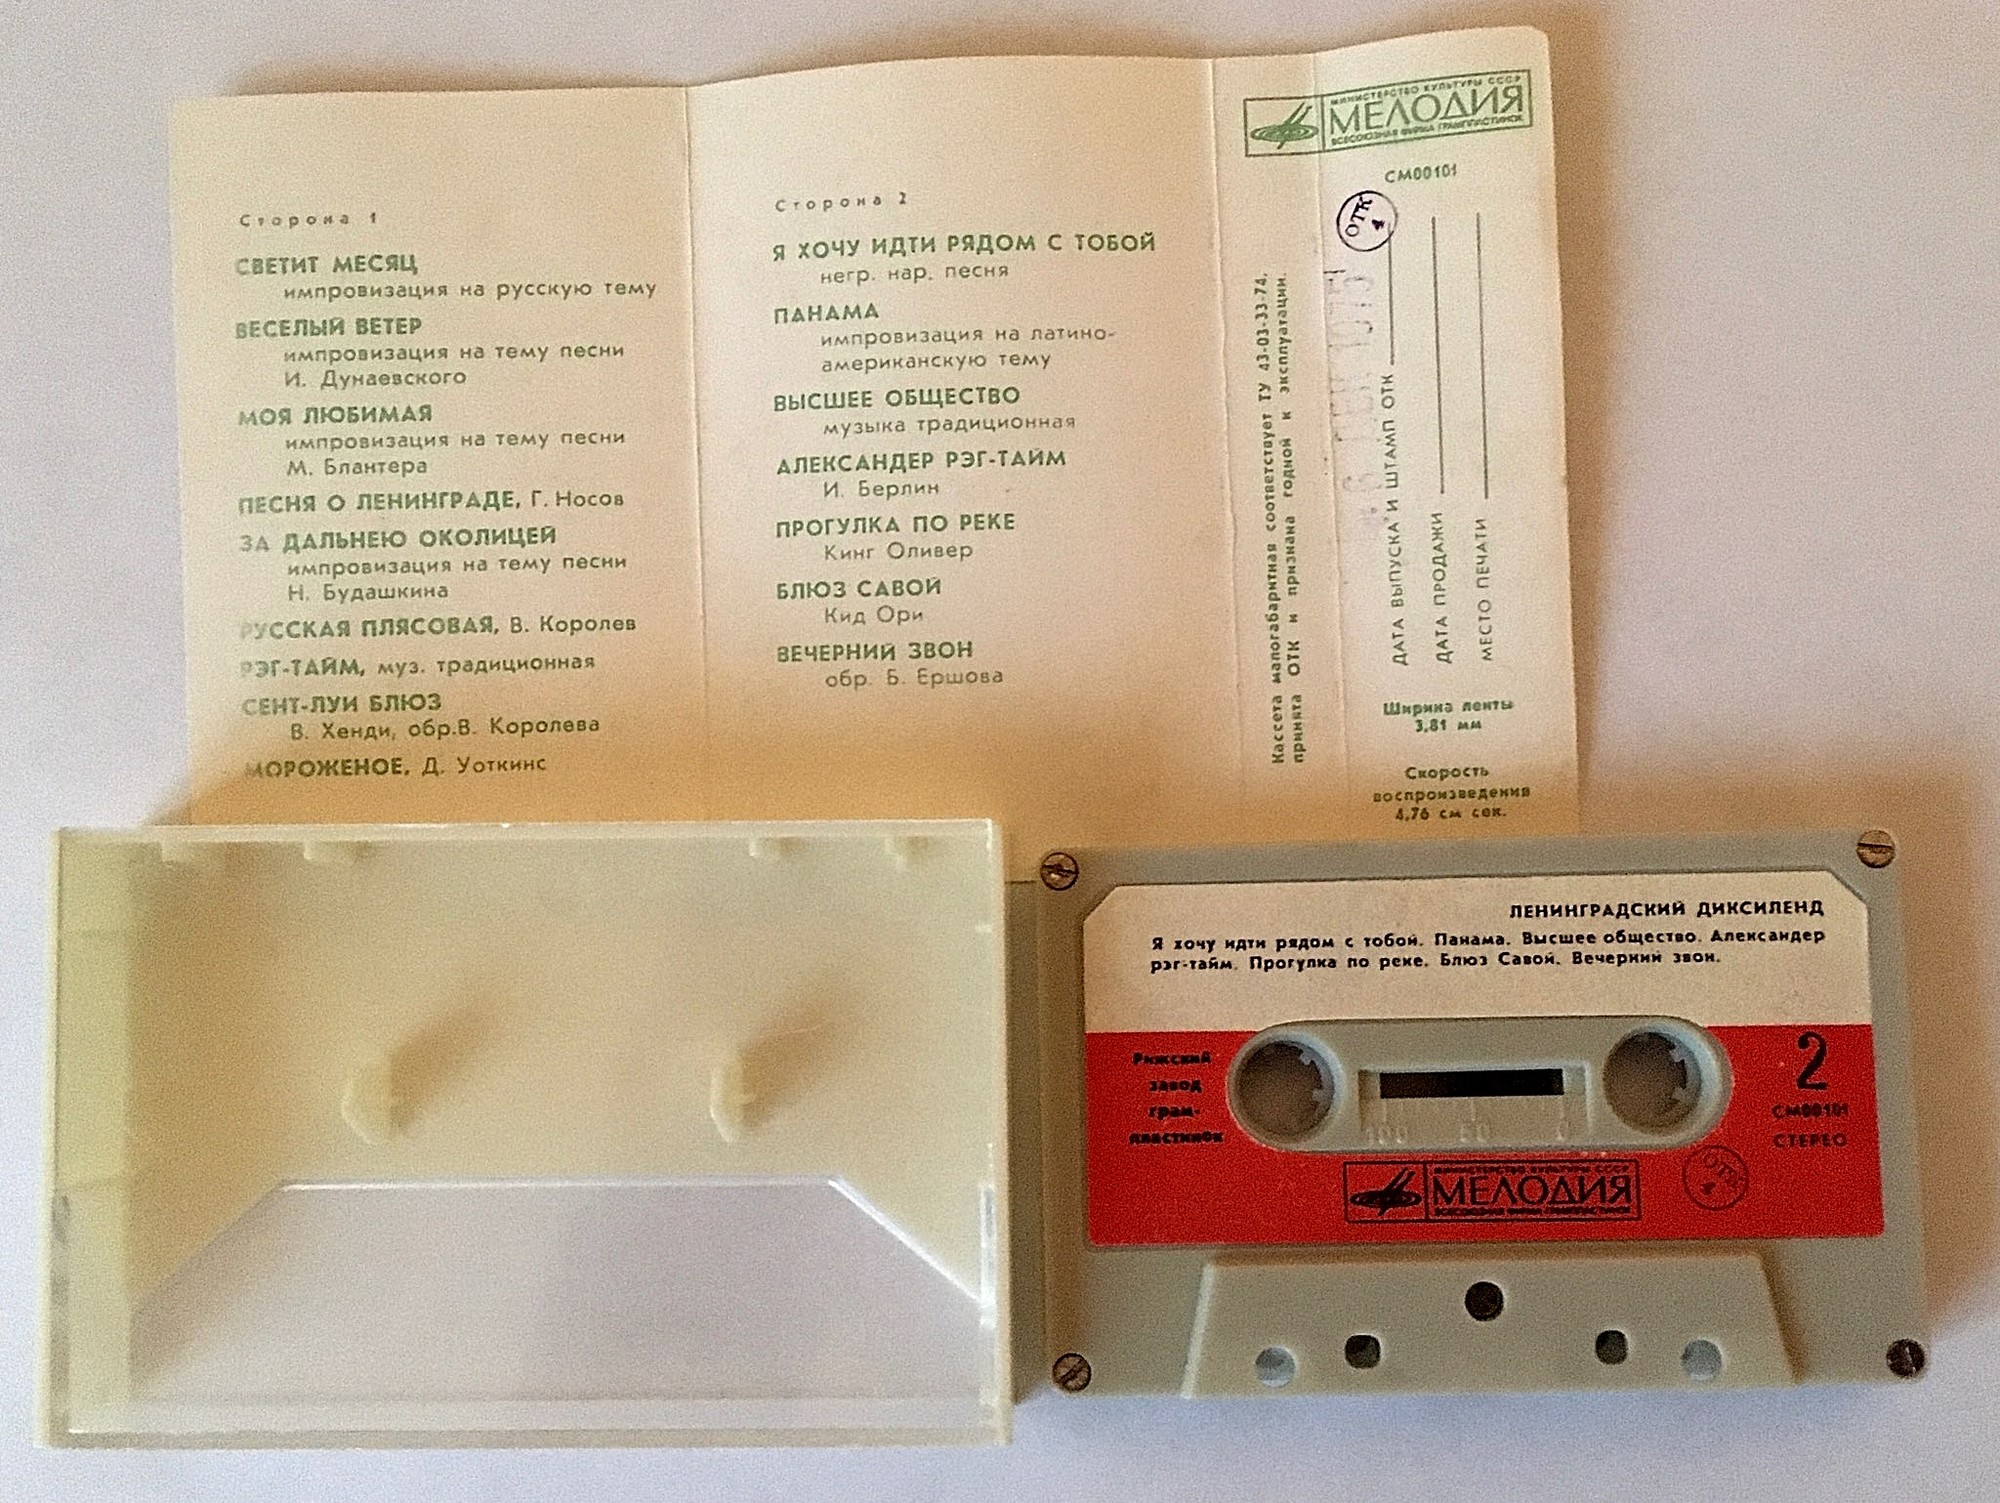 Сторона 1
СВЕТИТ МЕСЯЦ
импровизация на русскую тему
ВЕСЕЛЫЙ ВЕТЕР
импровизация на тему песни
И. Дунаевского
МОЯ ЛЮБИМАЯ
импровизация на тему песни
М. Блантера
ПЕСНЯ О ЛЕНИНГРАДЕ, Г. Носов
ЗА ДАЛЬНЕЮ ОКОЛИЦЕЙ
импровизация на тему песни
Н. Будашкина
РУССКАЯ ПЛЯСОВАЯ, В. Королев
РЭГ-ТАЙМ, муз. традиционная
СЕНТ-ЛУИ БЛЮЗ
В. Хенди, обр.В. Королева
МОРОЖЕНОЕ, Д. Уоткинс
Сторона 2
Я ХОЧУ ИДТИ РЯДОМ С ТОБОЙ
негр. нар. песня
ПАНАМА
импровизация на латино-
американскую тему
ВЫСШЕЕ ОБЩЕСТВО
музыка традиционная
АЛЕКСАНДЕР РЭГ-ТАЙМ
И. Берлин
ПРОГУЛКА ПО РЕКЕ
Кинг Оливер
БЛЮЗ САВОЙ
Кид Ори
ВЕЧЕРНИЙ ЗВОН
обр. Б. Ершова
МИНИСТЕРСТВО КУЛЬТУРЫ СССР
МЕЛОДИЯ
ВСЕСОЮЗНАЯ ФИРМА ГРАМПЛАСТИНОК
СМ00101
ОТК
4
Кассета малогабаритная соответствует ТУ 43-03-33-74,
принята ОТК и признана годной к эксплуатации.
ДАТА ВЫПУСКА И ШТАМП ОТК
ДАТА ПРОДАЖИ
МЕСТО ПЕЧАТИ
Ширина ленты
3,81 мм
Скорость
воспроизведения
4,76 см сек.
ЛЕНИНГРАДСКИЙ ДИКСИЛЕНД
Я хочу идти рядом с тобой. Панама. Высшее общество. Александер
рэг-тайм. Прогулка по реке. Блюз Савой. Вечерний звон.
Рижский
завод
грам-
пластинок
2
СМ00101
СТЕРЕО
100 50 0
МИНИСТЕРСТВО КУЛЬТУРЫ СССР
МЕЛОДИЯ
ВСЕСОЮЗНАЯ ФИРМА ГРАМПЛАСТИНОК
ОТК